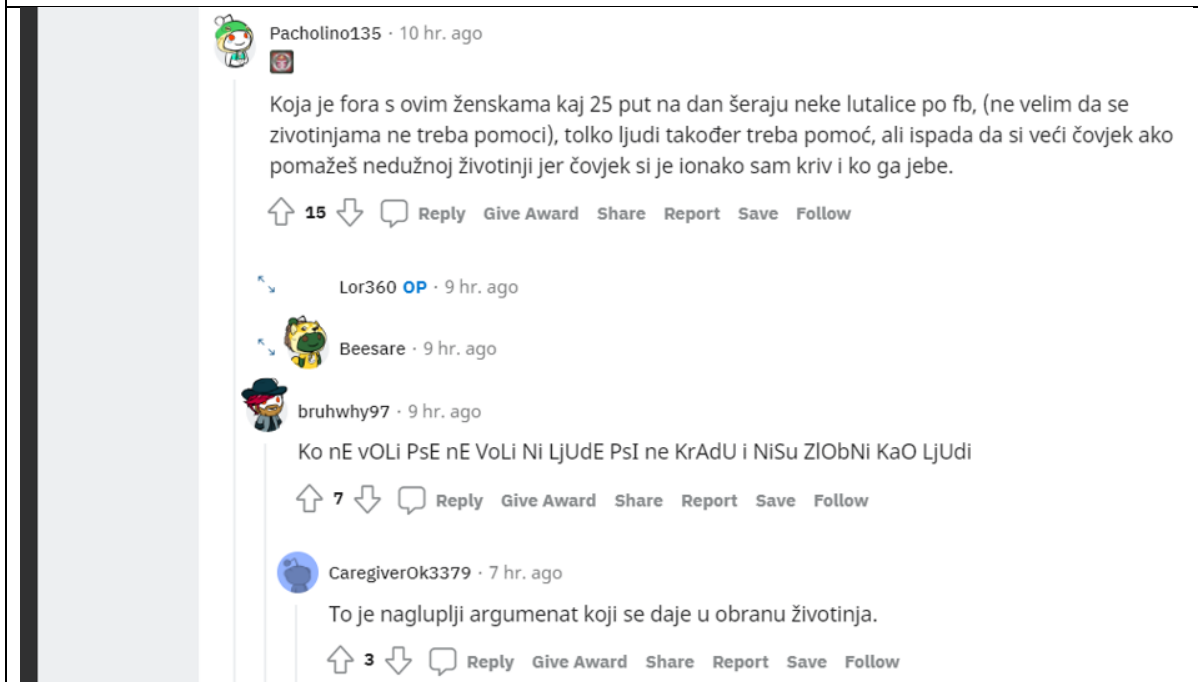 Pacholino135 · 10 hr. ago
Koja je fora s ovim ženskama kaj 25 put na dan šeraju neke lutalice po fb, (ne velim da se
zivotinjama ne treba pomoci), tolko ljudi također treba pomoć, ali ispada da si veći čovjek ako
pomažeš nedužnoj životinji jer čovjek si je ionako sam kriv i ko ga jebe.
15 Reply Give Award Share Report Save Follow
Lor360 OP · 9 hr. ago
Beesare · 9 hr. ago
bruhwhy97 · 9 hr. ago
Ko nE vOLi PsE nE VoLi Ni LjUdE PsI ne KrAdU i NiSu ZlObNi KaO LjUdi
7 Reply Give Award Share Report Save Follow
CaregiverOk3379 · 7 hr. ago
To je nagluplji argumenat koji se daje u obranu životinja.
3 Reply Give Award Share Report Save Follow